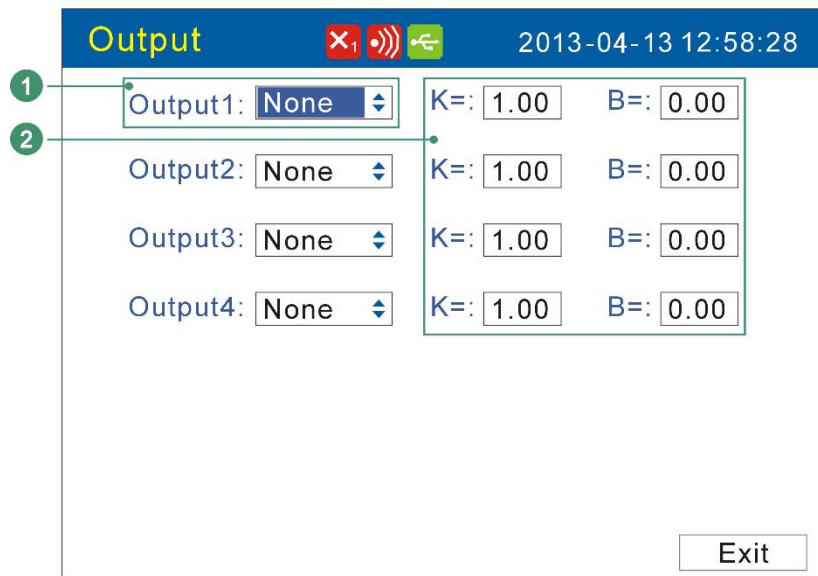 Output 1 2013-04-13 12:58:28
1 Output1: None K=: 1.00 B=: 0.00
2
Output2: None K=: 1.00 B=: 0.00
Output3: None K=: 1.00 B=: 0.00
Output4: None K=: 1.00 B=: 0.00
Exit